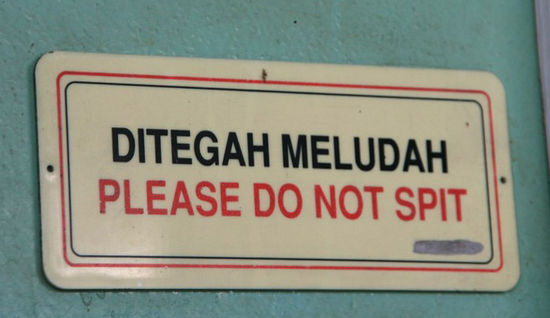 DITEGAH MELUDAH
PLEASE DO NOT SPIT